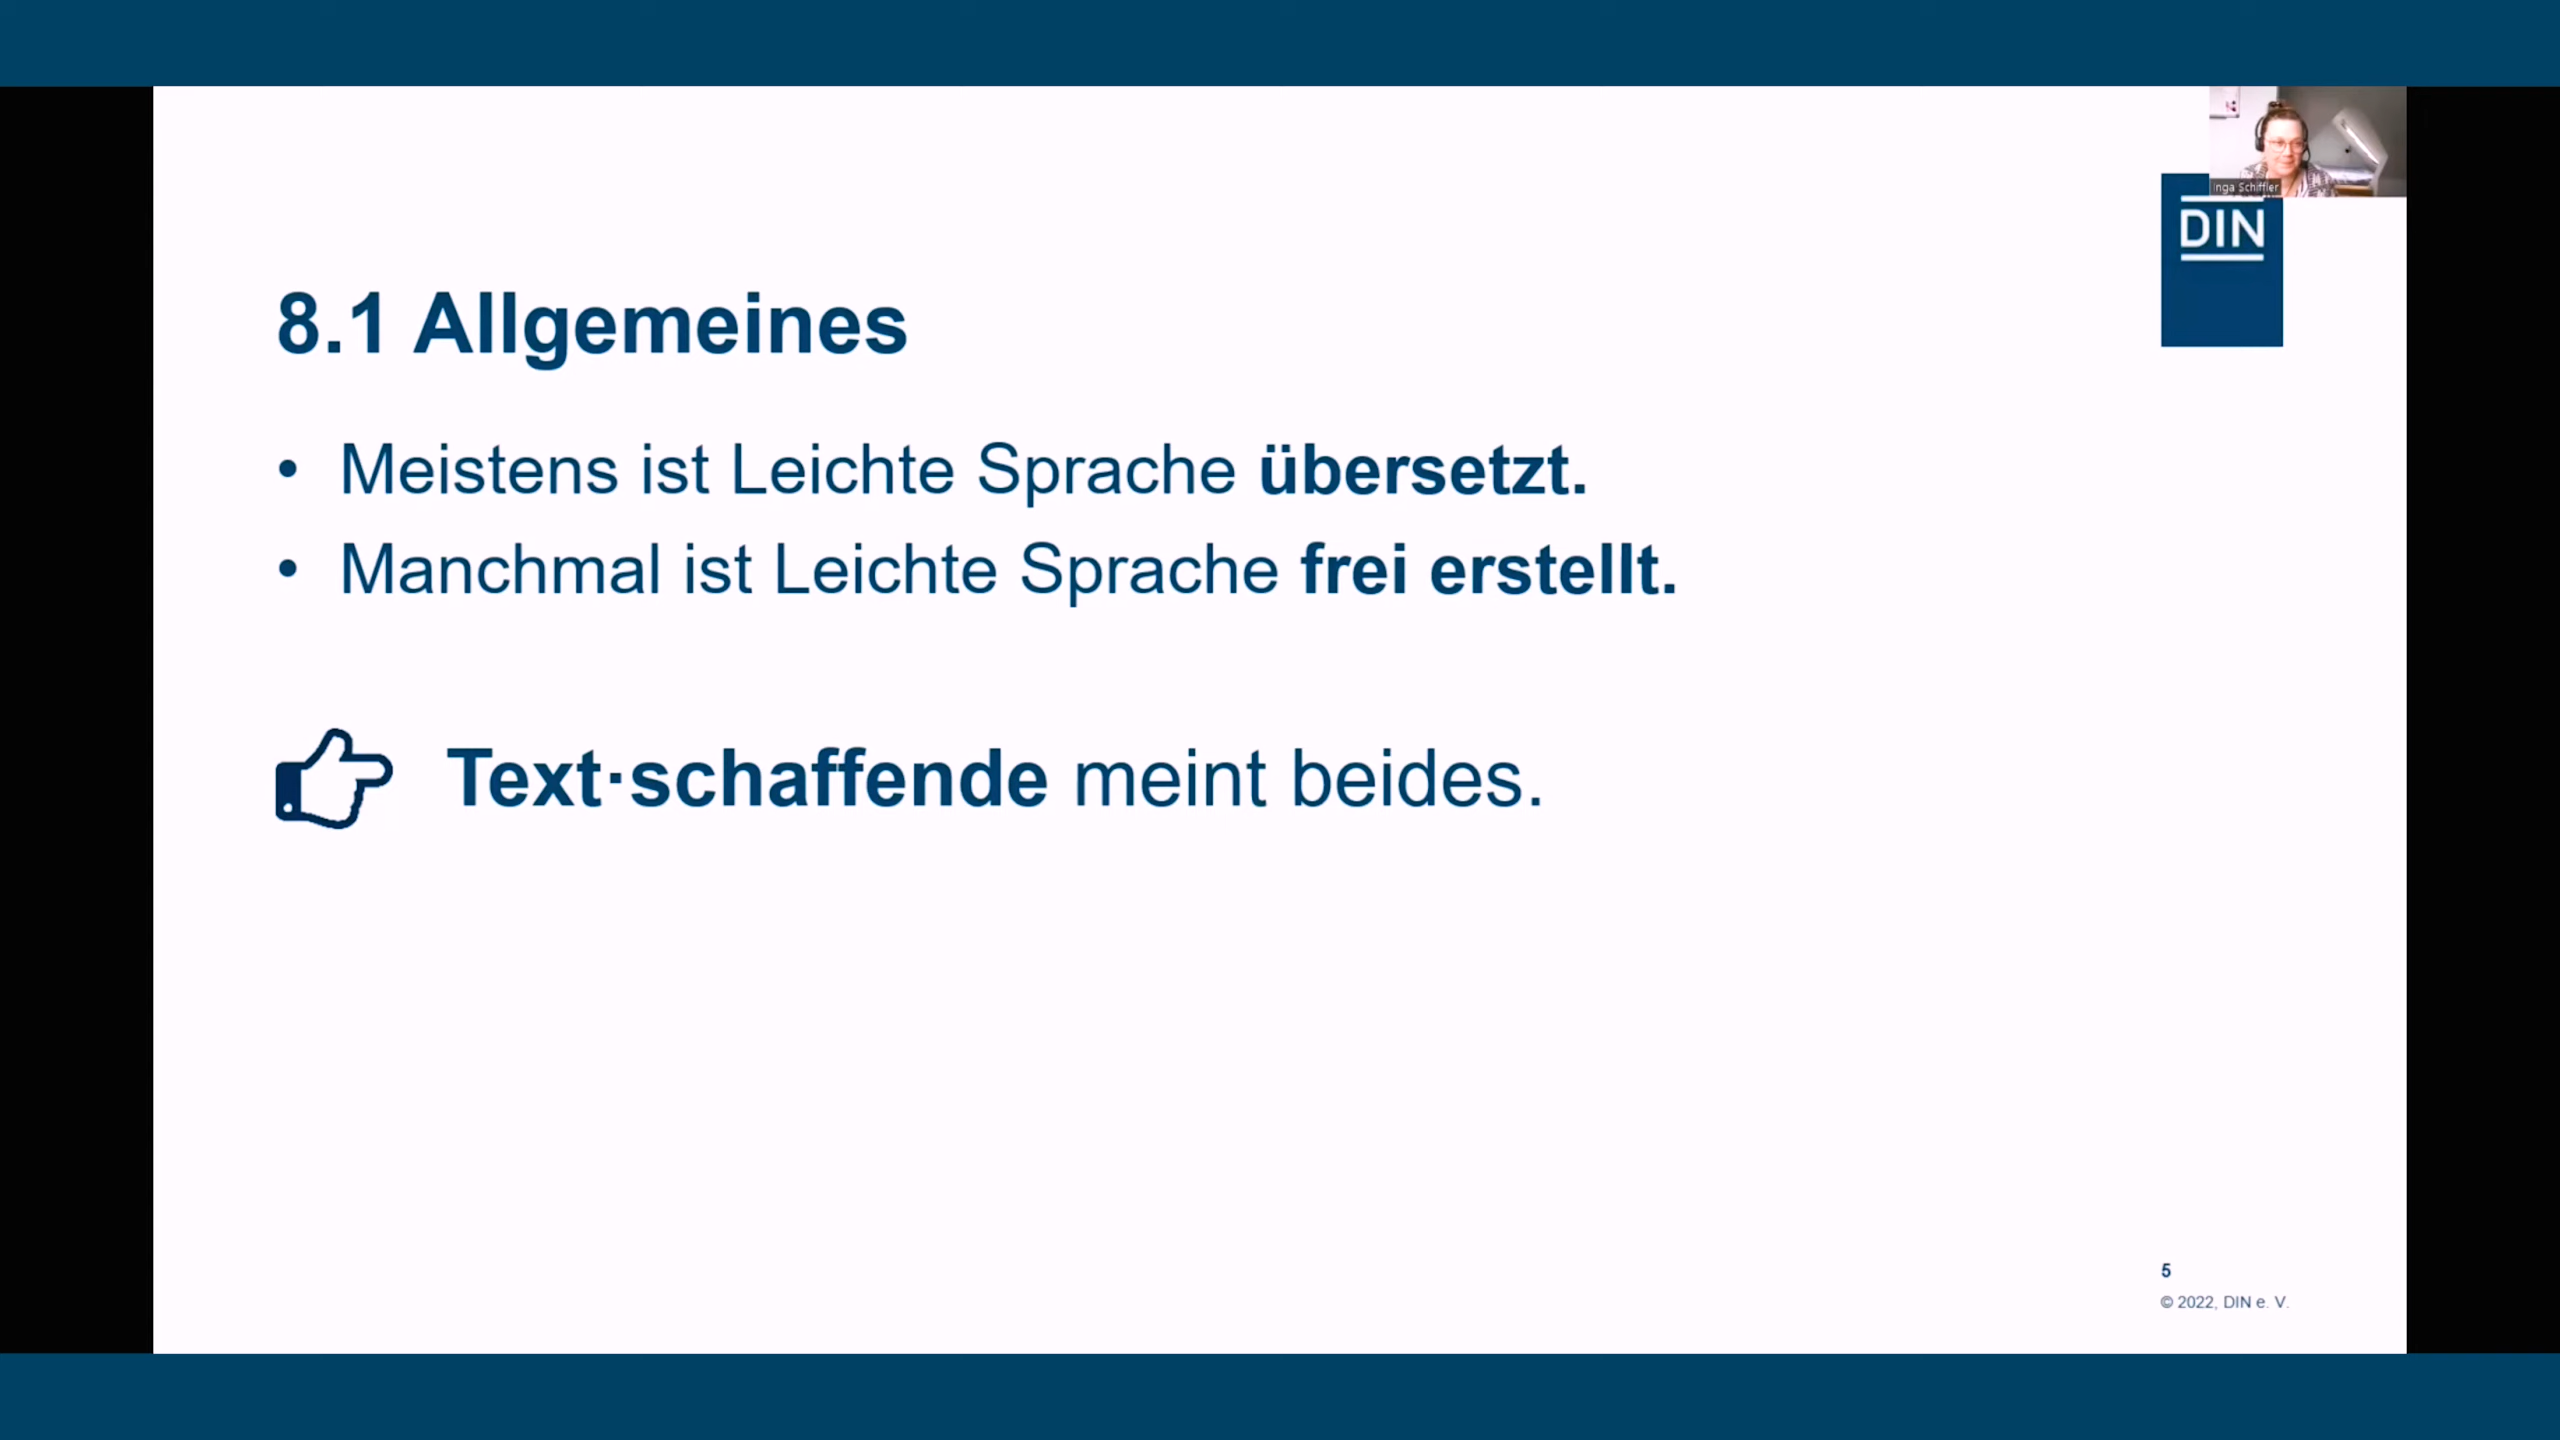 Inga Schiffler
DIN
8.1 Allgemeines
• Meistens ist Leichte Sprache übersetzt.
• Manchmal ist Leichte Sprache frei erstellt.
Text·schaffende meint beides.
5
© 2022, DIN e. V.